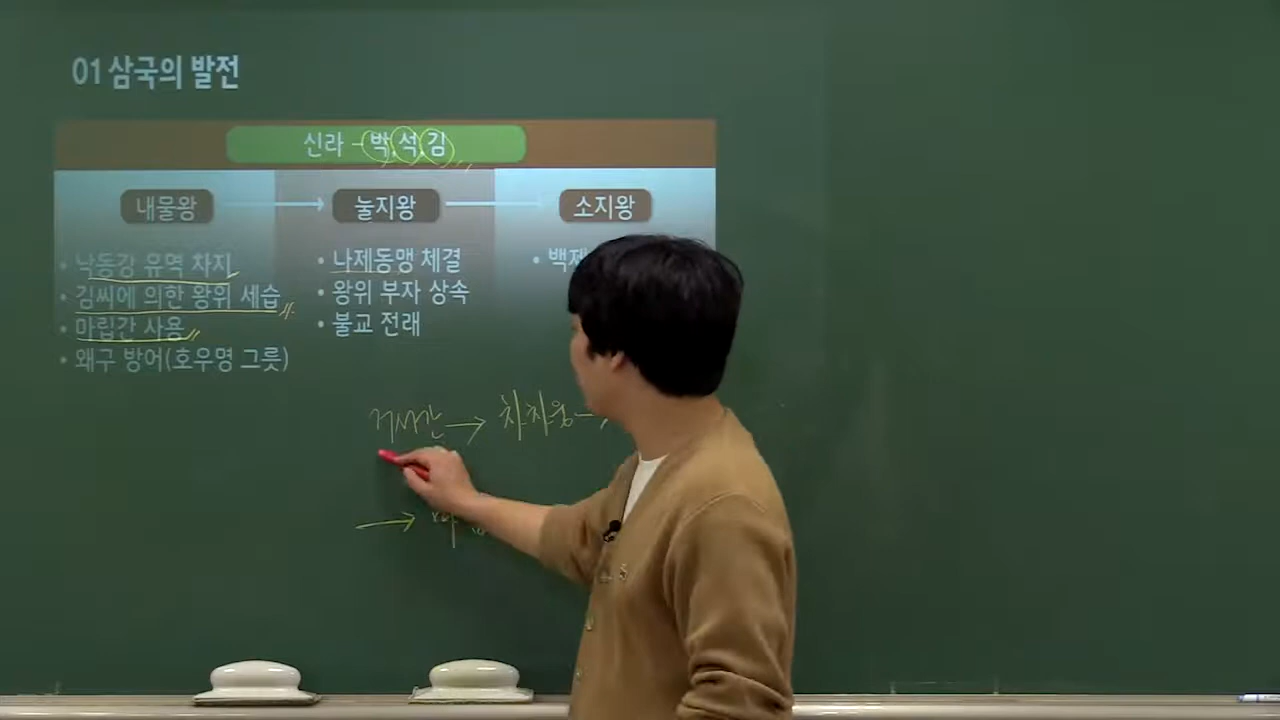 01 삼국의 발전
신라 - 박, 석, 김
내물왕
눌지왕
소지왕
• 낙동강 유역 차지
• 김씨에 의한 왕위 세습
• 마립간 사용
• 왜구 방어(호우명 그릇)
• 나제동맹 체결
• 왕위 부자 상속
• 불교 전래
• 백제
거서간 → 차차웅 →
→